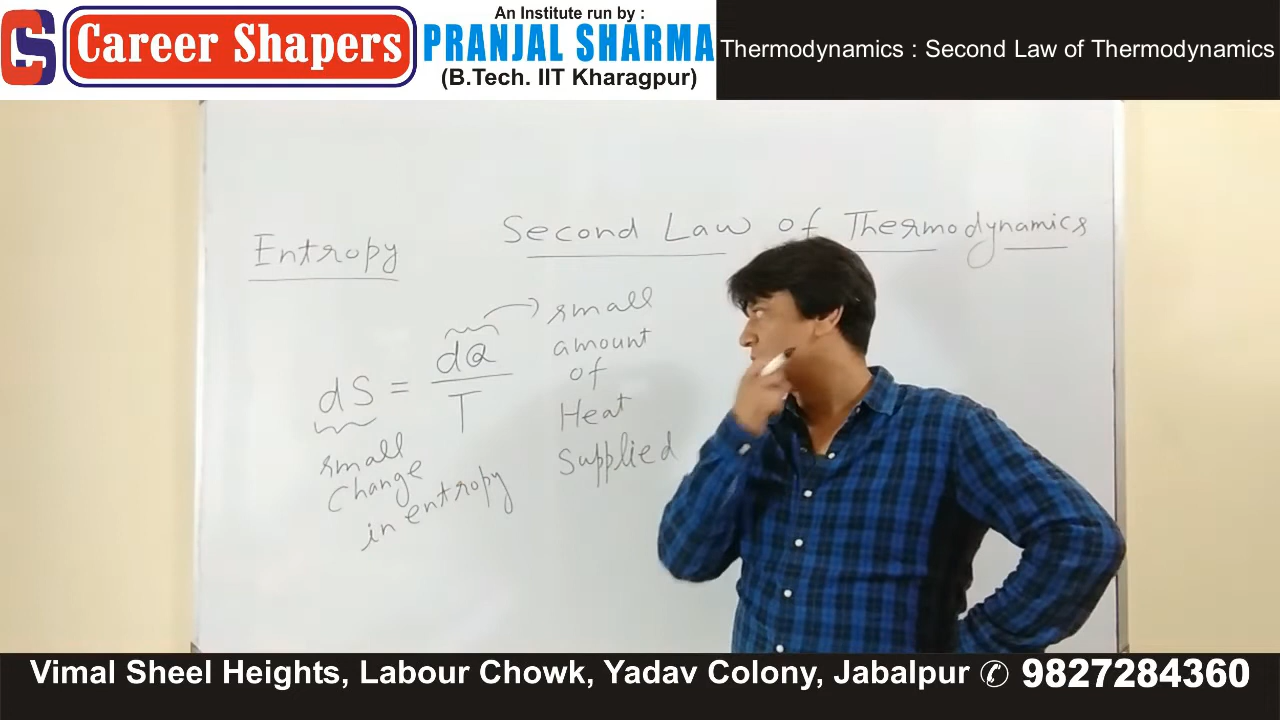 CS Career Shapers
An Institute run by :
PRANJAL SHARMA
(B.Tech. IIT Kharagpur)
Thermodynamics : Second Law of Thermodynamics
Second Law of Thermodynamics
Entropy
dS = dQ / T
small
change
in entropy
small
amount
of
Heat
Supplied
Vimal Sheel Heights, Labour Chowk, Yadav Colony, Jabalpur ✆ 9827284360